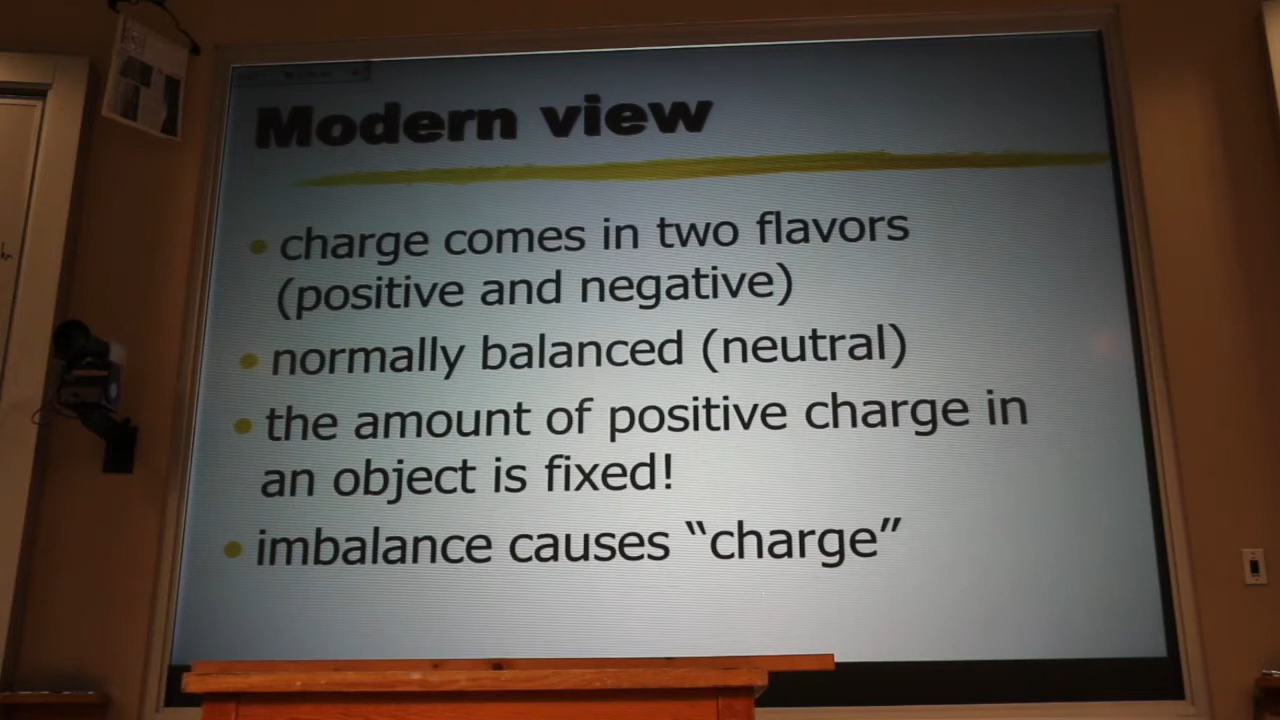 Modern view
charge comes in two flavors
(positive and negative)
normally balanced (neutral)
the amount of positive charge in
an object is fixed!
imbalance causes “charge”